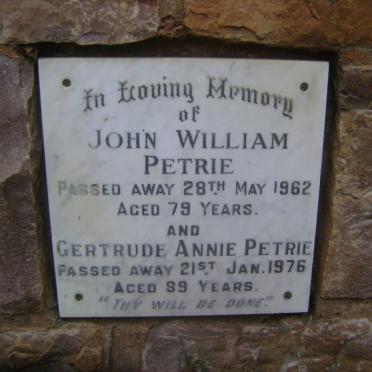 In Loving Memory
of
JOHN WILLIAM
PETRIE
PASSED AWAY 28TH MAY 1962
AGED 79 YEARS.
AND
GERTRUDE ANNIE PETRIE
PASSED AWAY 21ST JAN. 1976
AGED 89 YEARS.
"THY WILL BE DONE."